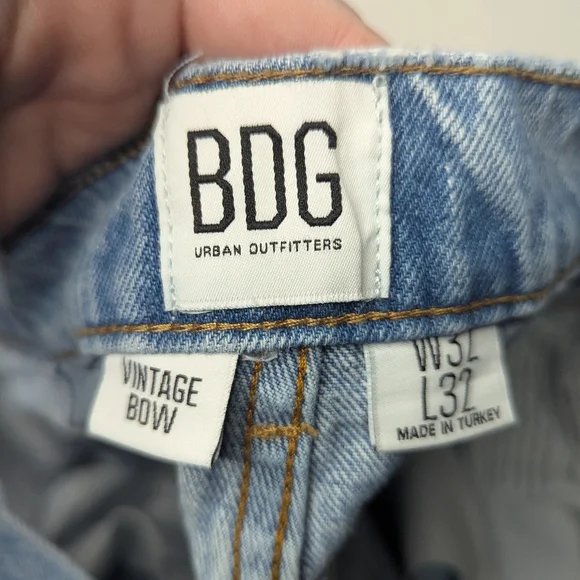 BDG
URBAN OUTFITTERS
VINTAGE
BOW
W32
L32
MADE IN TURKEY